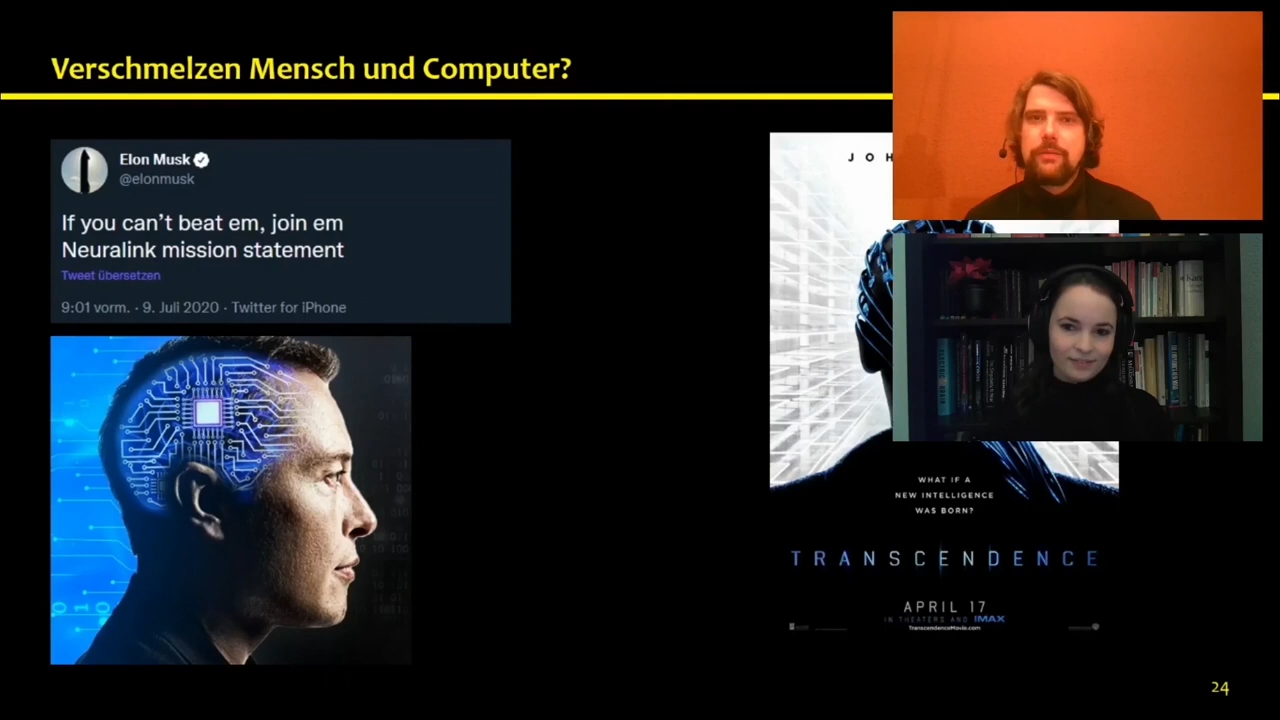 Verschmelzen Mensch und Computer?
Elon Musk
@elonmusk
If you can't beat em, join em
Neuralink mission statement
Tweet übersetzen
9:01 vorm. · 9. Juli 2020 · Twitter for iPhone
JOH
WHAT IF A
NEW INTELLIGENCE
WAS BORN?
TRANSCENDENCE
APRIL 17
IN THEATERS AND IMAX
TranscendenceMovie.com
24